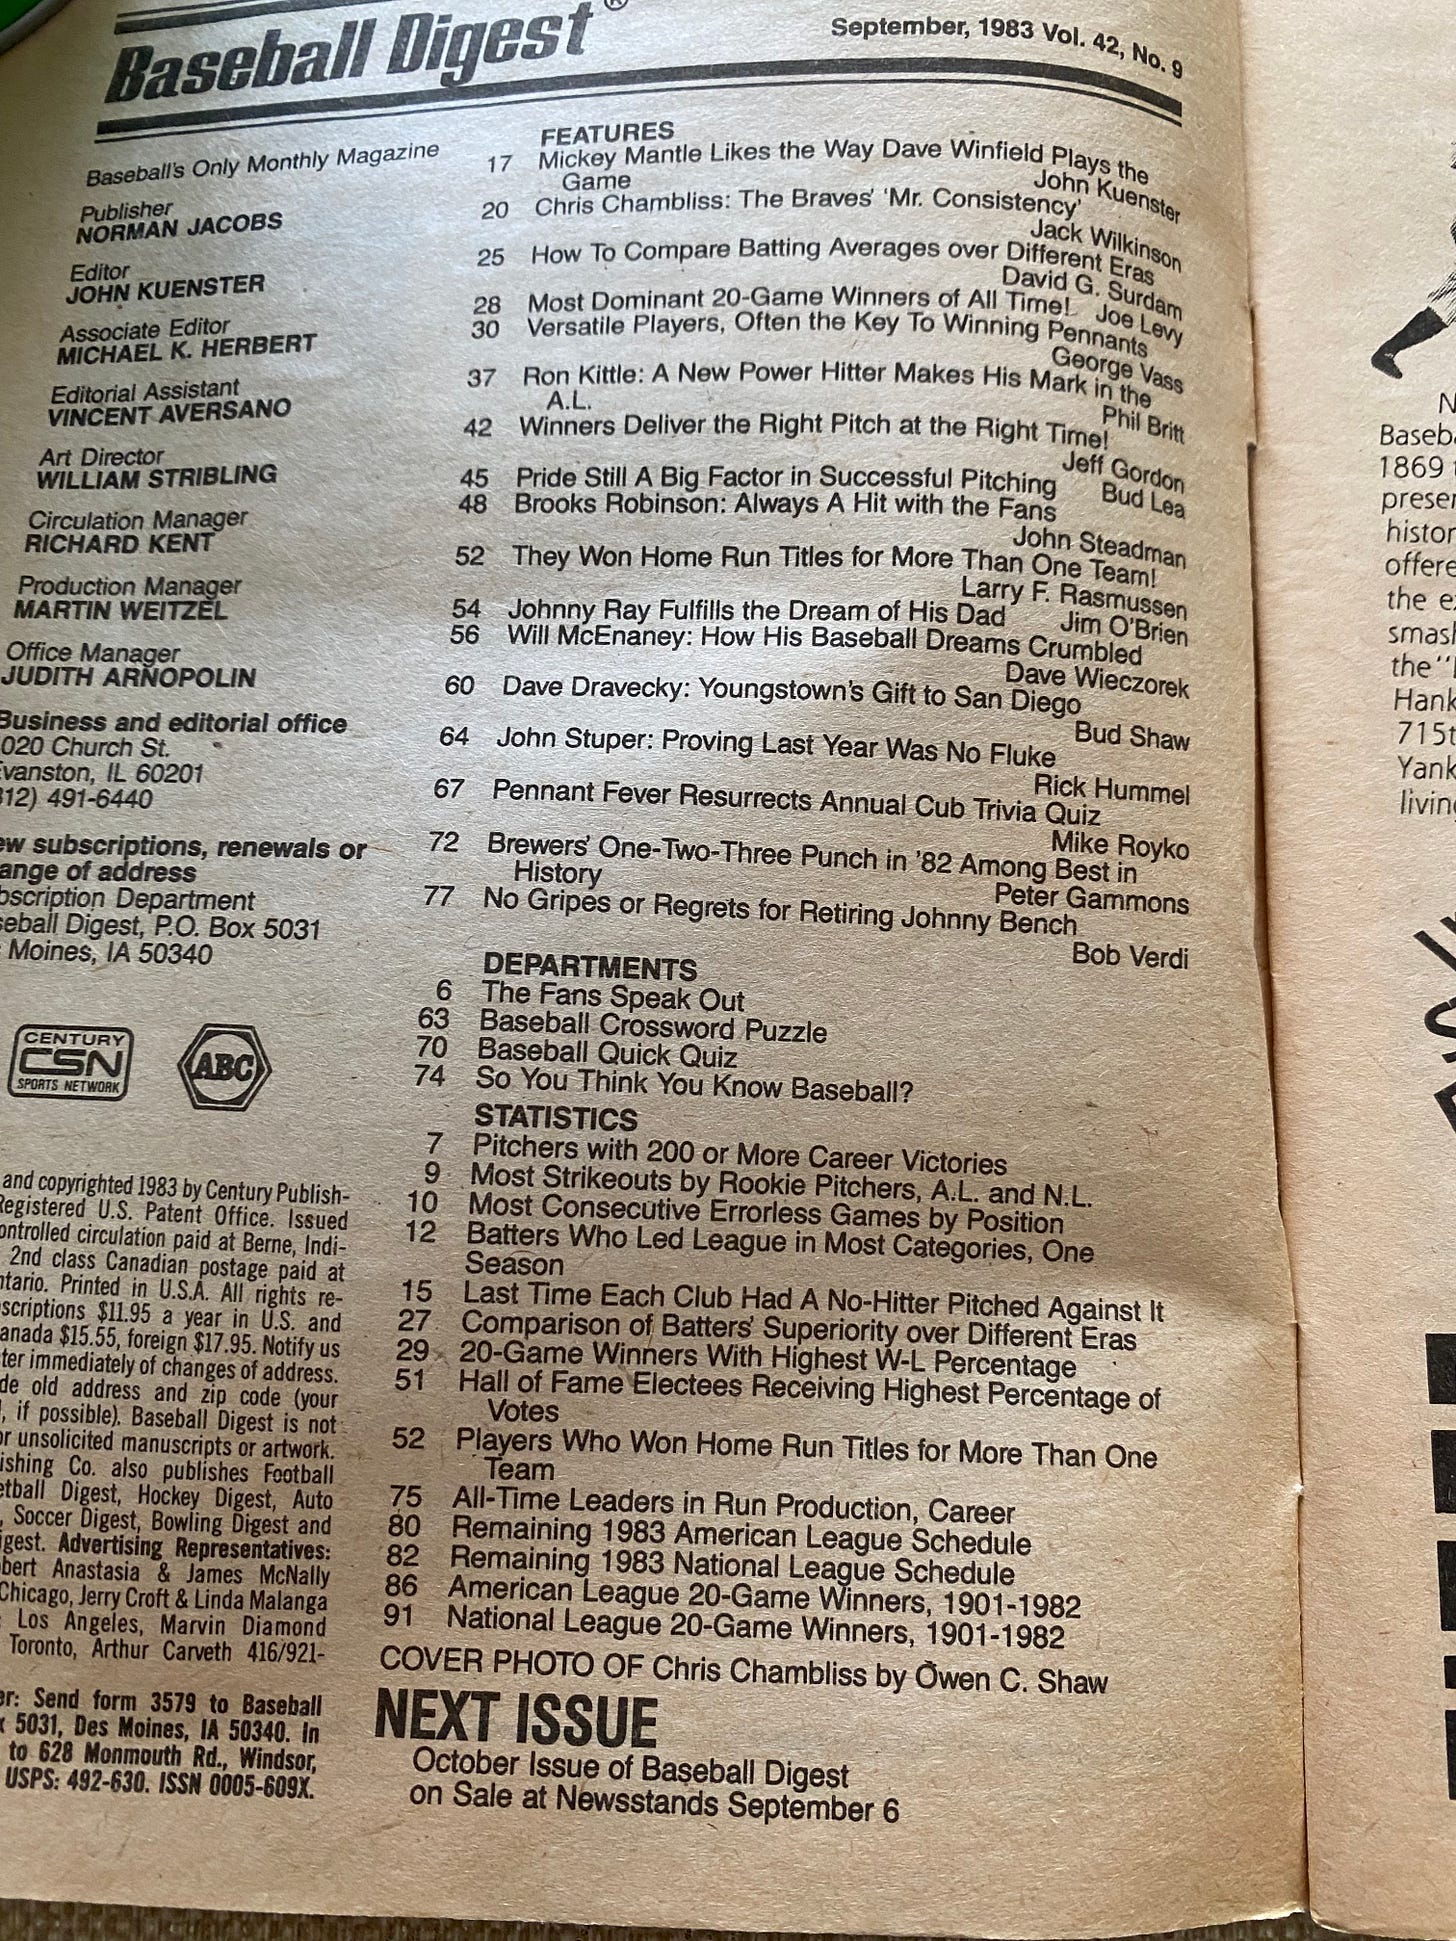 Baseball Digest®
September, 1983 Vol. 42, No. 9
Baseball's Only Monthly Magazine
Publisher
NORMAN JACOBS
Editor
JOHN KUENSTER
Associate Editor
MICHAEL K. HERBERT
Editorial Assistant
VINCENT AVERSANO
Art Director
WILLIAM STRIBLING
Circulation Manager
RICHARD KENT
Production Manager
MARTIN WEITZEL
Office Manager
JUDITH ARNOPOLIN
Business and editorial office
020 Church St.
vanston, IL 60201
312) 491-6440
ew subscriptions, renewals or
ange of address
bscription Department
seball Digest, P.O. Box 5031
Moines, IA 50340
CENTURY
CSN
SPORTS NETWORK
ABC
and copyrighted 1983 by Century Publish-
Registered U.S. Patent Office. Issued
ontrolled circulation paid at Berne, Indi-
2nd class Canadian postage paid at
ntario. Printed in U.S.A. All rights re-
scriptions $11.95 a year in U.S. and
anada $15.55, foreign $17.95. Notify us
ter immediately of changes of address.
de old address and zip code (your
, if possible). Baseball Digest is not
or unsolicited manuscripts or artwork.
ishing Co. also publishes Football
etball Digest, Hockey Digest, Auto
, Soccer Digest, Bowling Digest and
igest. Advertising Representatives:
bert Anastasia & James McNally
Chicago, Jerry Croft & Linda Malanga
Los Angeles, Marvin Diamond
Toronto, Arthur Carveth 416/921-
er: Send form 3579 to Baseball
x 5031, Des Moines, IA 50340. In
to 628 Monmouth Rd., Windsor,
USPS: 492-630. ISSN 0005-609X.
FEATURES
17 Mickey Mantle Likes the Way Dave Winfield Plays the
Game John Kuenster
20 Chris Chambliss: The Braves' 'Mr. Consistency'
Jack Wilkinson
25 How To Compare Batting Averages over Different Eras
David G. Surdam
28 Most Dominant 20-Game Winners of All Time! Joe Levy
30 Versatile Players, Often the Key To Winning Pennants
George Vass
37 Ron Kittle: A New Power Hitter Makes His Mark in the
A.L. Phil Britt
42 Winners Deliver the Right Pitch at the Right Time!
Jeff Gordon
45 Pride Still A Big Factor in Successful Pitching Bud Lea
48 Brooks Robinson: Always A Hit with the Fans
John Steadman
52 They Won Home Run Titles for More Than One Team!
Larry F. Rasmussen
54 Johnny Ray Fulfills the Dream of His Dad Jim O'Brien
56 Will McEnaney: How His Baseball Dreams Crumbled
Dave Wieczorek
60 Dave Dravecky: Youngstown's Gift to San Diego
Bud Shaw
64 John Stuper: Proving Last Year Was No Fluke
Rick Hummel
67 Pennant Fever Resurrects Annual Cub Trivia Quiz
Mike Royko
72 Brewers' One-Two-Three Punch in '82 Among Best in
History Peter Gammons
77 No Gripes or Regrets for Retiring Johnny Bench
Bob Verdi
DEPARTMENTS
6 The Fans Speak Out
63 Baseball Crossword Puzzle
70 Baseball Quick Quiz
74 So You Think You Know Baseball?
STATISTICS
7 Pitchers with 200 or More Career Victories
9 Most Strikeouts by Rookie Pitchers, A.L. and N.L.
10 Most Consecutive Errorless Games by Position
12 Batters Who Led League in Most Categories, One
Season
15 Last Time Each Club Had A No-Hitter Pitched Against It
27 Comparison of Batters' Superiority over Different Eras
29 20-Game Winners With Highest W-L Percentage
51 Hall of Fame Electees Receiving Highest Percentage of
Votes
52 Players Who Won Home Run Titles for More Than One
Team
75 All-Time Leaders in Run Production, Career
80 Remaining 1983 American League Schedule
82 Remaining 1983 National League Schedule
86 American League 20-Game Winners, 1901-1982
91 National League 20-Game Winners, 1901-1982
COVER PHOTO OF Chris Chambliss by Owen C. Shaw
NEXT ISSUE
October Issue of Baseball Digest
on Sale at Newsstands September 6
N
Baseb
1869
presen
histor
offere
the e
smas
the "
Hank
715t
Yank
livin